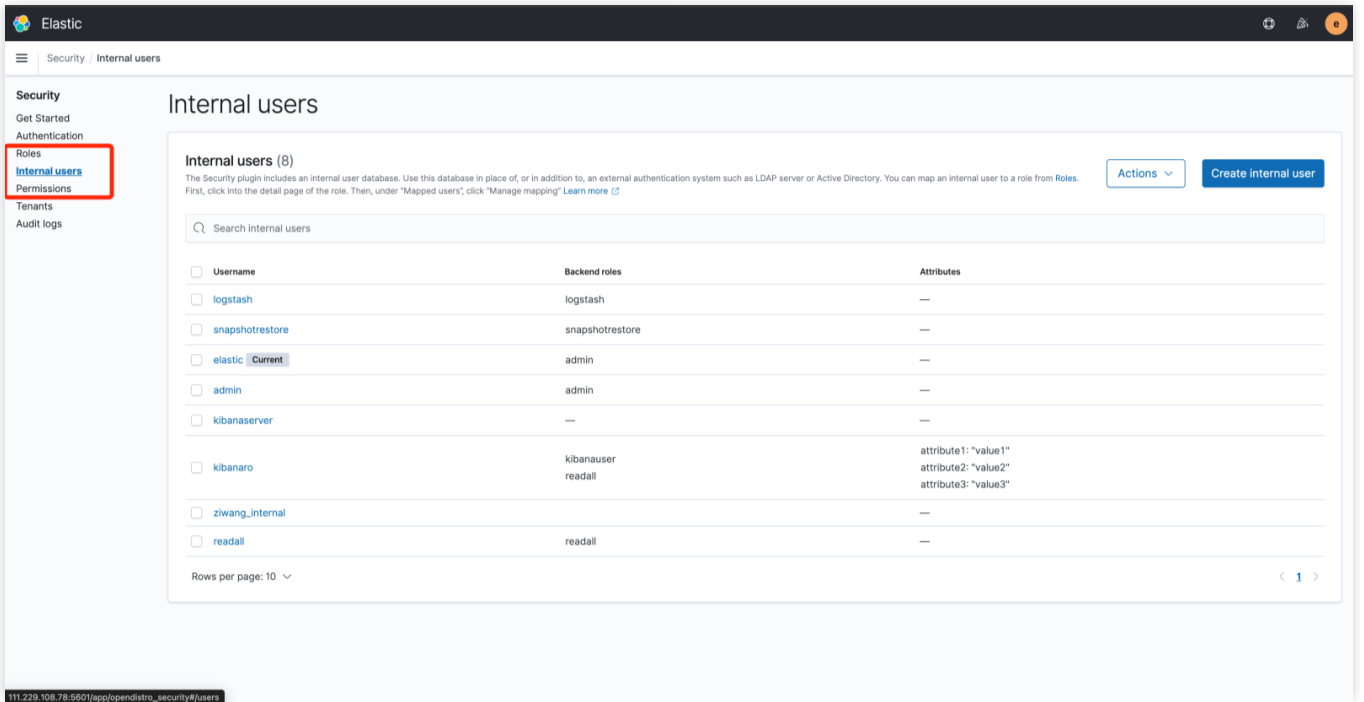 Elastic
e
Security / Internal users
Security
Get Started
Authentication
Roles
Internal users
Permissions
Tenants
Audit logs
Internal users
Internal users (8)
The Security plugin includes an internal user database. Use this database in place of, or in addition to, an external authentication system such as LDAP server or Active Directory. You can map an internal user to a role from Roles.
First, click into the detail page of the role. Then, under "Mapped users", click "Manage mapping" Learn more
Actions
Create internal user
Search internal users
Username Backend roles Attributes
logstash logstash —
snapshotrestore snapshotrestore —
elastic Current admin —
admin admin —
kibanaserver — —
kibanaro
kibanauser
readall
attribute1: "value1"
attribute2: "value2"
attribute3: "value3"
ziwang_internal —
readall readall —
Rows per page: 10
1
111.229.108.78:5601/app/opendistro_security#/users